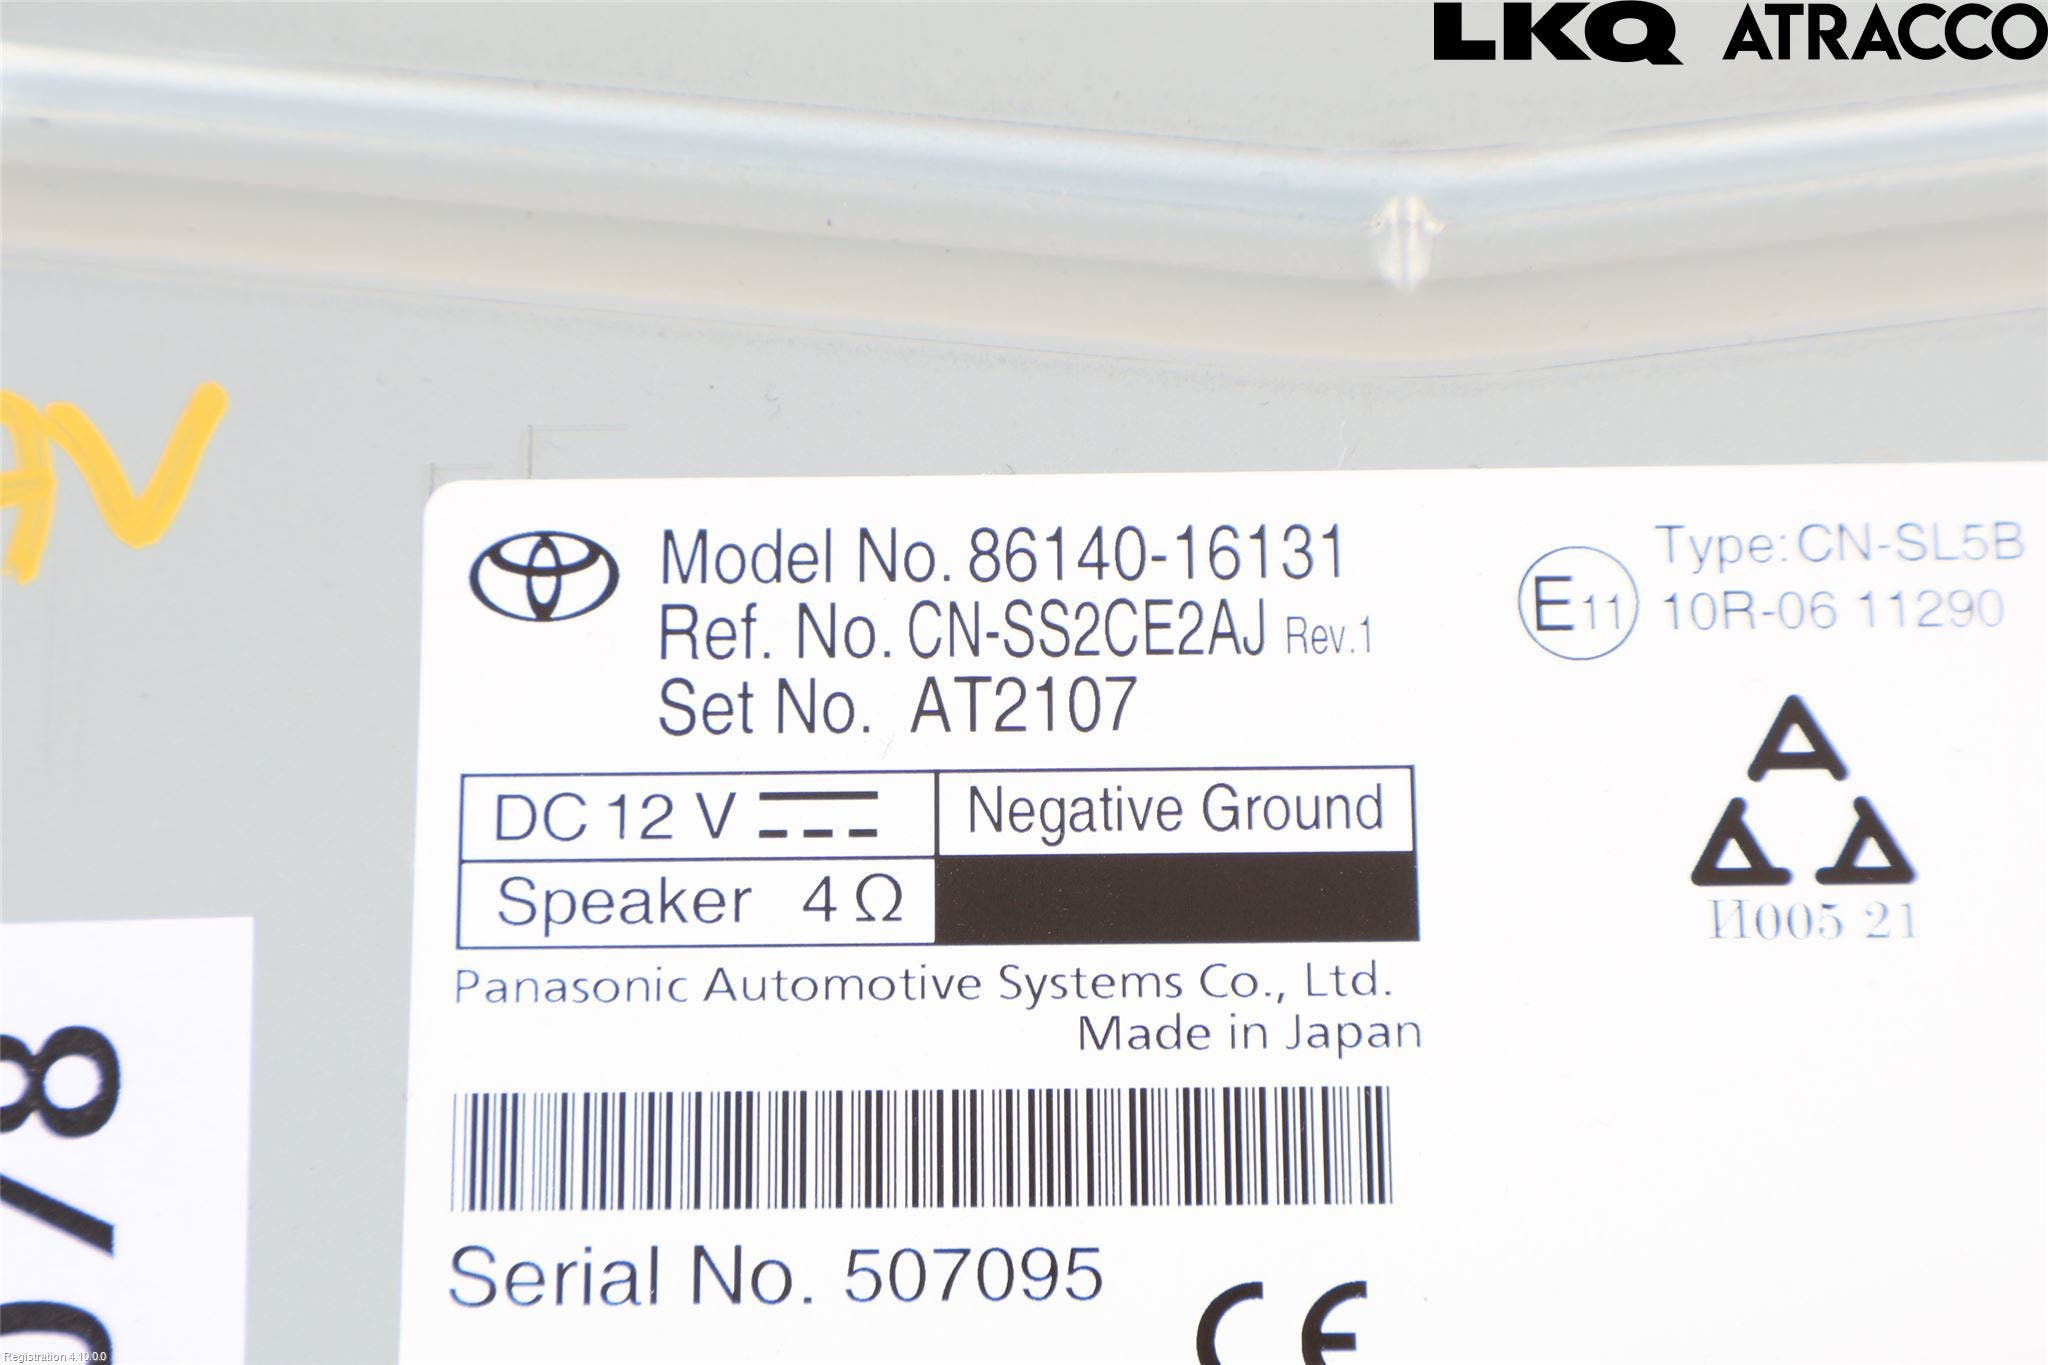 LKQ ATRACCO
AV
Model No. 86140-16131
Ref. No. CN-SS2CE2AJ Rev.1
Set No. AT2107
E11
Type:CN-SL5B
10R-06 11290
DC 12 V
Negative Ground
Speaker 4 Ω
И005 21
Panasonic Automotive Systems Co., Ltd.
Made in Japan
Serial No. 507095
CE
Registration 4.10.0.0